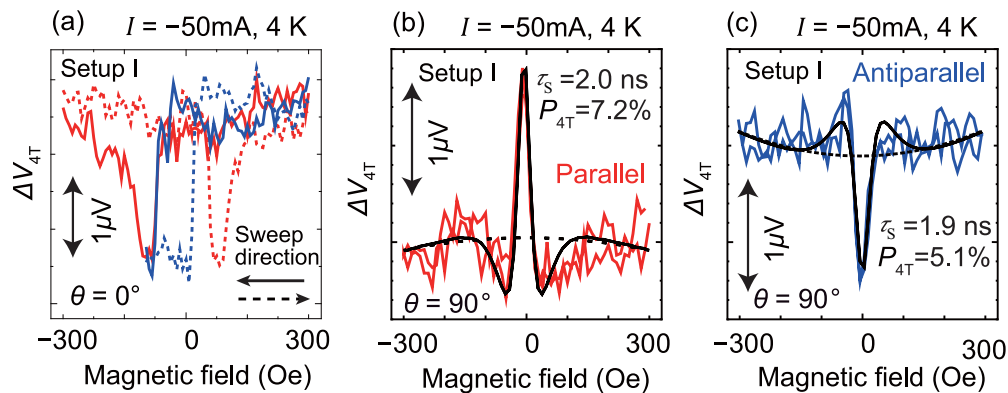 (a)
I = −50mA, 4 K
Setup I
ΔV4T
1μV
Sweep
direction
θ = 0°
−300
0
300
Magnetic field (Oe)
(b)
I = −50mA, 4 K
Setup I
τS =2.0 ns
P4T =7.2%
1μV
Parallel
ΔV4T
θ = 90°
−300
0
300
Magnetic field (Oe)
(c)
I = −50mA, 4 K
Setup I
Antiparallel
ΔV4T
1μV
τS =1.9 ns
P4T =5.1%
θ = 90°
−300
0
300
Magnetic field (Oe)